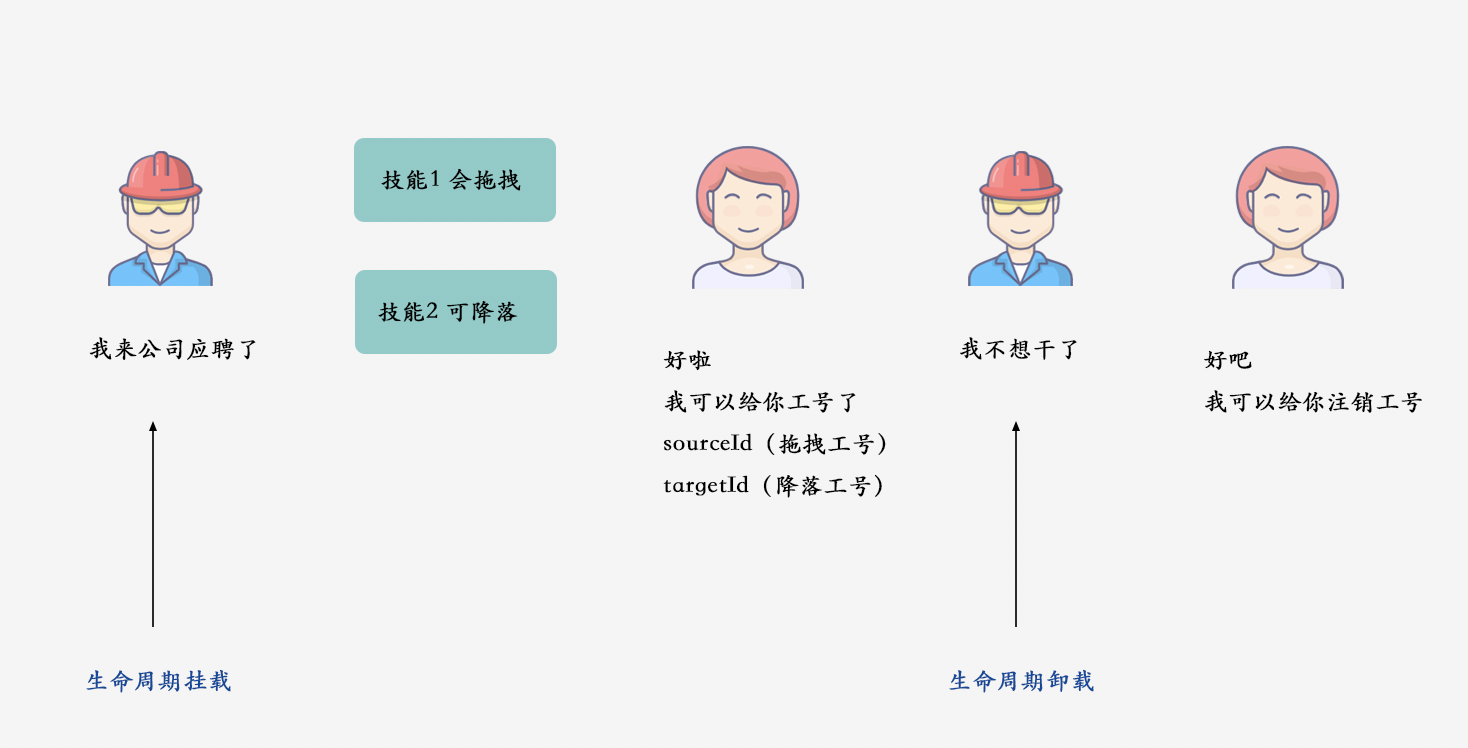 技能1 会拖拽
技能2 可降落
我来公司应聘了
好啦
我可以给你工号了
sourceId（拖拽工号）
targetId（降落工号）
我不想干了
好吧
我可以给你注销工号
生命周期挂载
生命周期卸载